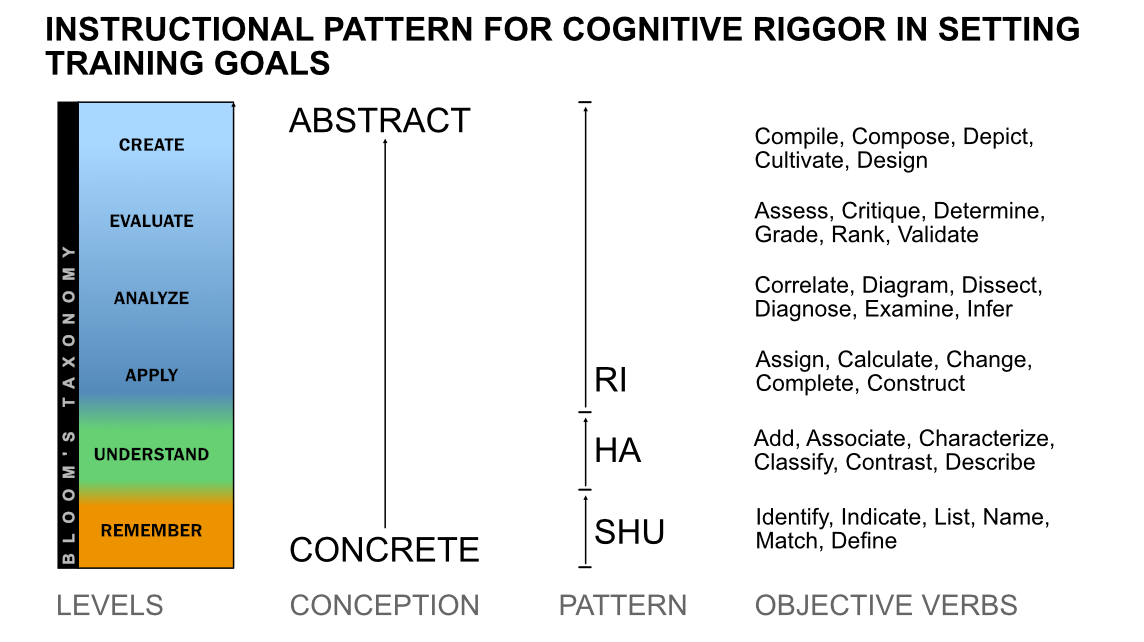 INSTRUCTIONAL PATTERN FOR COGNITIVE RIGGOR IN SETTING
TRAINING GOALS
BLOOM'S TAXONOMY
CREATE
EVALUATE
ANALYZE
APPLY
UNDERSTAND
REMEMBER
LEVELS
ABSTRACT
CONCRETE
CONCEPTION
RI
HA
SHU
PATTERN
Compile, Compose, Depict,
Cultivate, Design
Assess, Critique, Determine,
Grade, Rank, Validate
Correlate, Diagram, Dissect,
Diagnose, Examine, Infer
Assign, Calculate, Change,
Complete, Construct
Add, Associate, Characterize,
Classify, Contrast, Describe
Identify, Indicate, List, Name,
Match, Define
OBJECTIVE VERBS